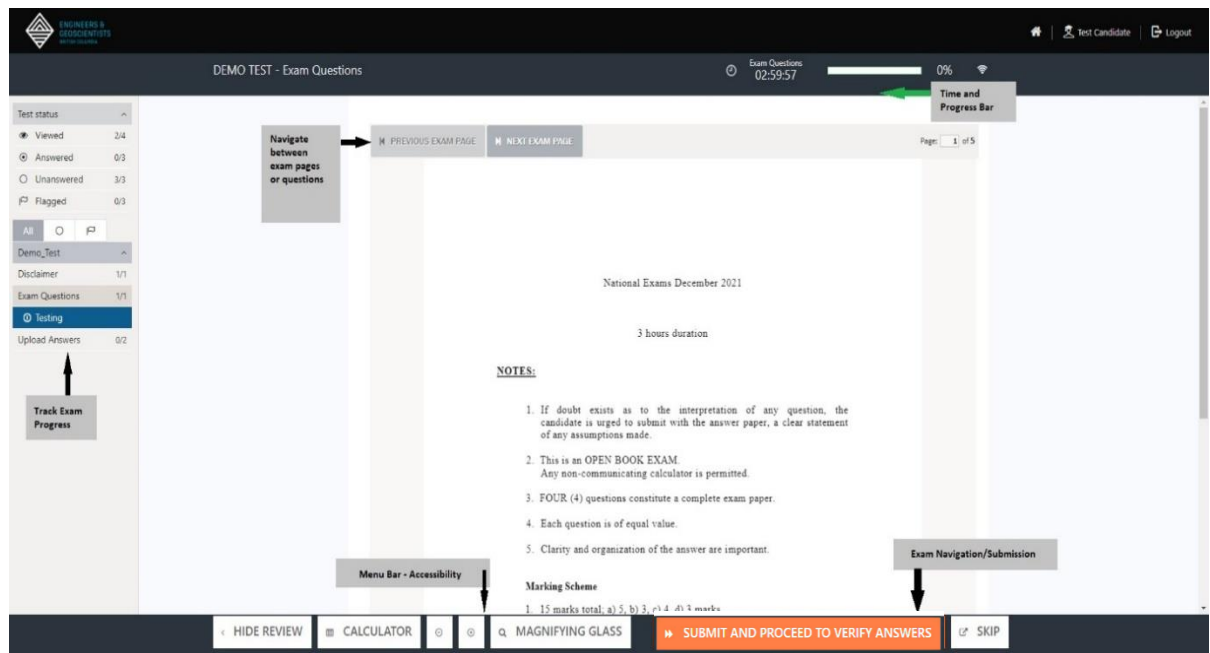 ENGINEERS &
GEOSCIENTISTS
BRITISH COLUMBIA
Test Candidate
Logout
DEMO TEST - Exam Questions
Exam Questions
02:59:57
0%
Time and
Progress Bar
Test status
Viewed 2/4
Answered 0/3
Unanswered 3/3
Flagged 0/3
All
Demo_Test
Disclaimer 1/1
Exam Questions 1/1
Testing
Upload Answers 0/2
Track Exam
Progress
Navigate
between
exam pages
or questions
PREVIOUS EXAM PAGE
NEXT EXAM PAGE
Page: 1 of 5
National Exams December 2021
3 hours duration
NOTES:
1. If doubt exists as to the interpretation of any question, the
candidate is urged to submit with the answer paper, a clear statement
of any assumptions made.
2. This is an OPEN BOOK EXAM.
Any non-communicating calculator is permitted.
3. FOUR (4) questions constitute a complete exam paper.
4. Each question is of equal value.
5. Clarity and organization of the answer are important.
Marking Scheme
1. 15 marks total; a) 5, b) 3, c) 4, d) 3 marks
Menu Bar - Accessibility
Exam Navigation/Submission
HIDE REVIEW
CALCULATOR
MAGNIFYING GLASS
SUBMIT AND PROCEED TO VERIFY ANSWERS
SKIP